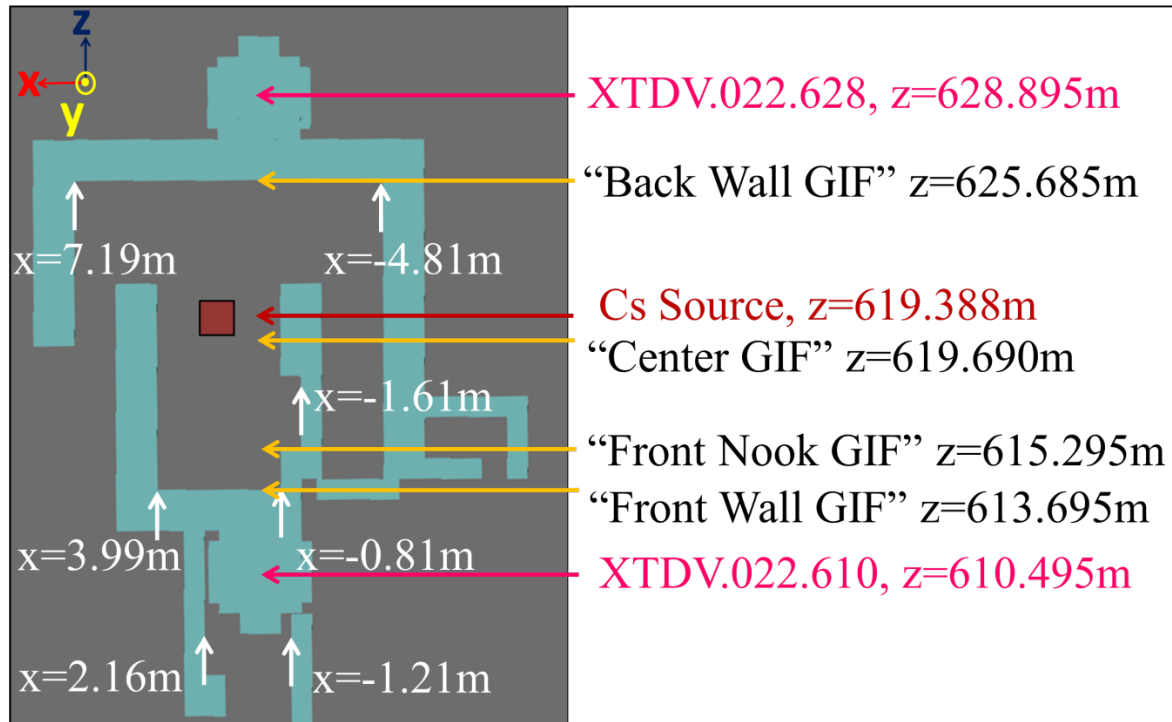 z
x
y
XTDV.022.628, z=628.895m
“Back Wall GIF” z=625.685m
x=7.19m
x=-4.81m
Cs Source, z=619.388m
“Center GIF” z=619.690m
x=-1.61m
“Front Nook GIF” z=615.295m
“Front Wall GIF” z=613.695m
x=3.99m
x=-0.81m
XTDV.022.610, z=610.495m
x=2.16m
x=-1.21m